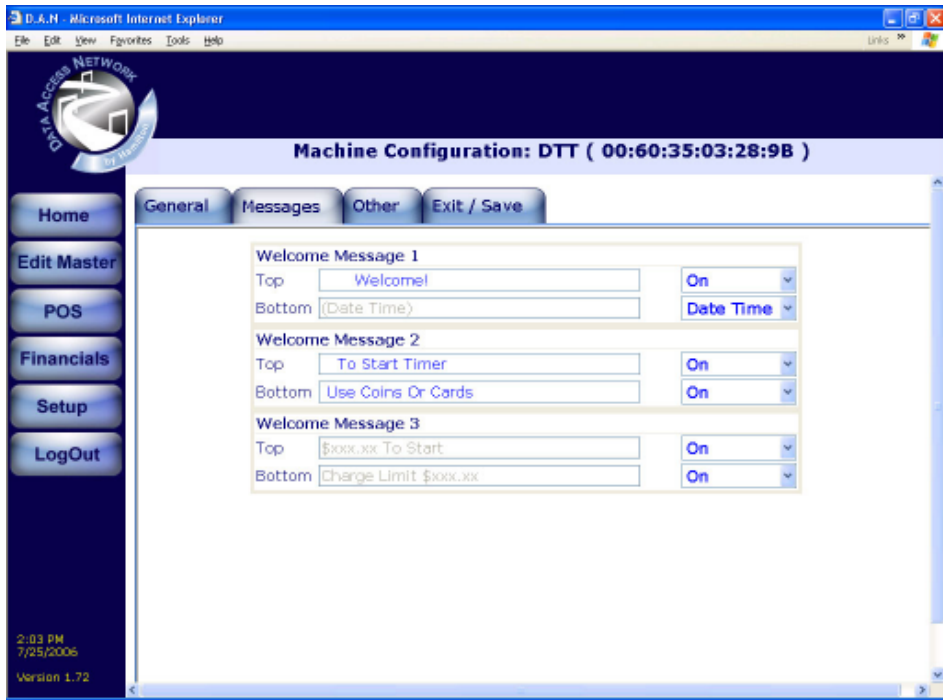 D.A.N - Microsoft Internet Explorer
File Edit View Favorites Tools Help Links »
DATA ACCESS NETWORK
by Hamilton
Machine Configuration: DTT ( 00:60:35:03:28:9B )
General Messages Other Exit / Save
Home
Edit Master
POS
Financials
Setup
LogOut
Welcome Message 1
Top Welcome! On
Bottom (Date Time) Date Time
Welcome Message 2
Top To Start Timer On
Bottom Use Coins Or Cards On
Welcome Message 3
Top $xxx.xx To Start On
Bottom Charge Limit $xxx.xx On
2:03 PM
7/25/2006
Version 1.72